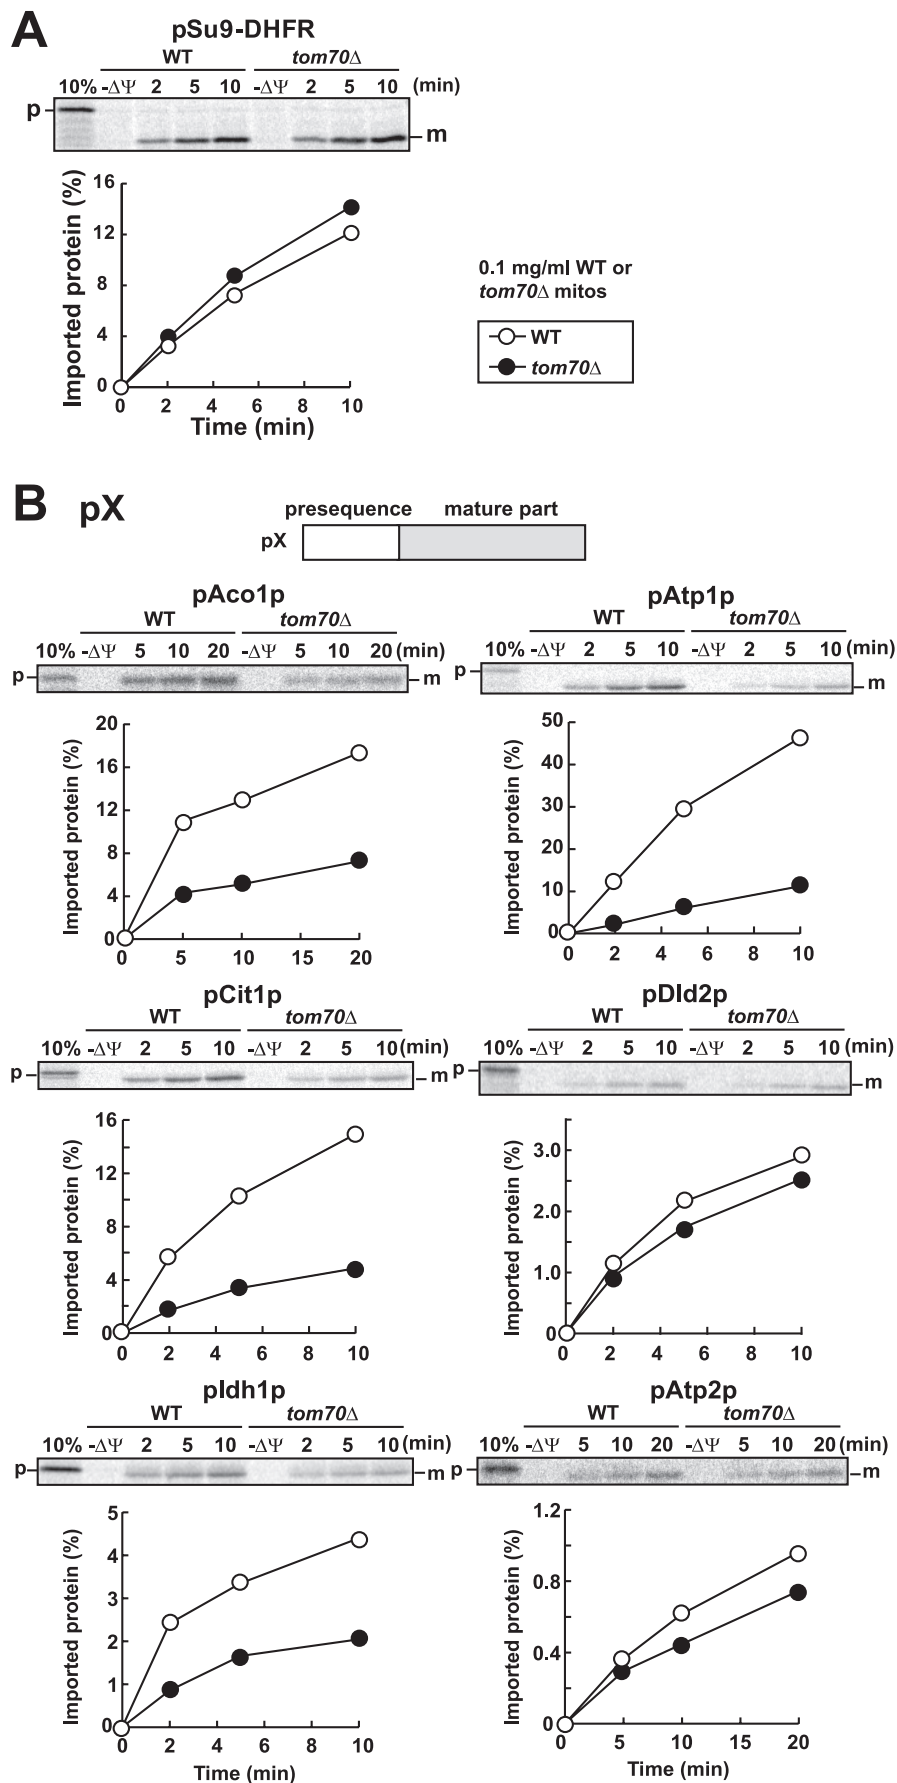 A
pSu9-DHFR
WT tom70Δ
10% -ΔΨ 2 5 10 -ΔΨ 2 5 10 (min)
p
m
Imported protein (%)
16
12
8
4
0
0 2 4 6 8 10
Time (min)
0.1 mg/ml WT or
tom70Δ mitos
WT
tom70Δ
B pX
presequence mature part
pX
pAco1p
WT tom70Δ
10% -ΔΨ 5 10 20 -ΔΨ 5 10 20 (min)
p
m
Imported protein (%)
20
16
12
8
4
0
0 5 10 15 20
pAtp1p
WT tom70Δ
10% -ΔΨ 2 5 10 -ΔΨ 2 5 10 (min)
p
m
Imported protein (%)
50
40
30
20
10
0
0 2 4 6 8 10
pCit1p
WT tom70Δ
10% -ΔΨ 2 5 10 -ΔΨ 2 5 10 (min)
p
m
Imported protein (%)
16
12
8
4
0
0 2 4 6 8 10
pDld2p
WT tom70Δ
10% -ΔΨ 2 5 10 -ΔΨ 2 5 10 (min)
p
m
Imported protein (%)
3.0
2.0
1.0
0
0 2 4 6 8 10
pIdh1p
WT tom70Δ
10% -ΔΨ 2 5 10 -ΔΨ 2 5 10 (min)
p
m
Imported protein (%)
5
4
3
2
1
0
0 2 4 6 8 10
Time (min)
pAtp2p
WT tom70Δ
10% -ΔΨ 5 10 20 -ΔΨ 5 10 20 (min)
p
m
Imported protein (%)
1.2
0.8
0.4
0
0 5 10 15 20
Time (min)